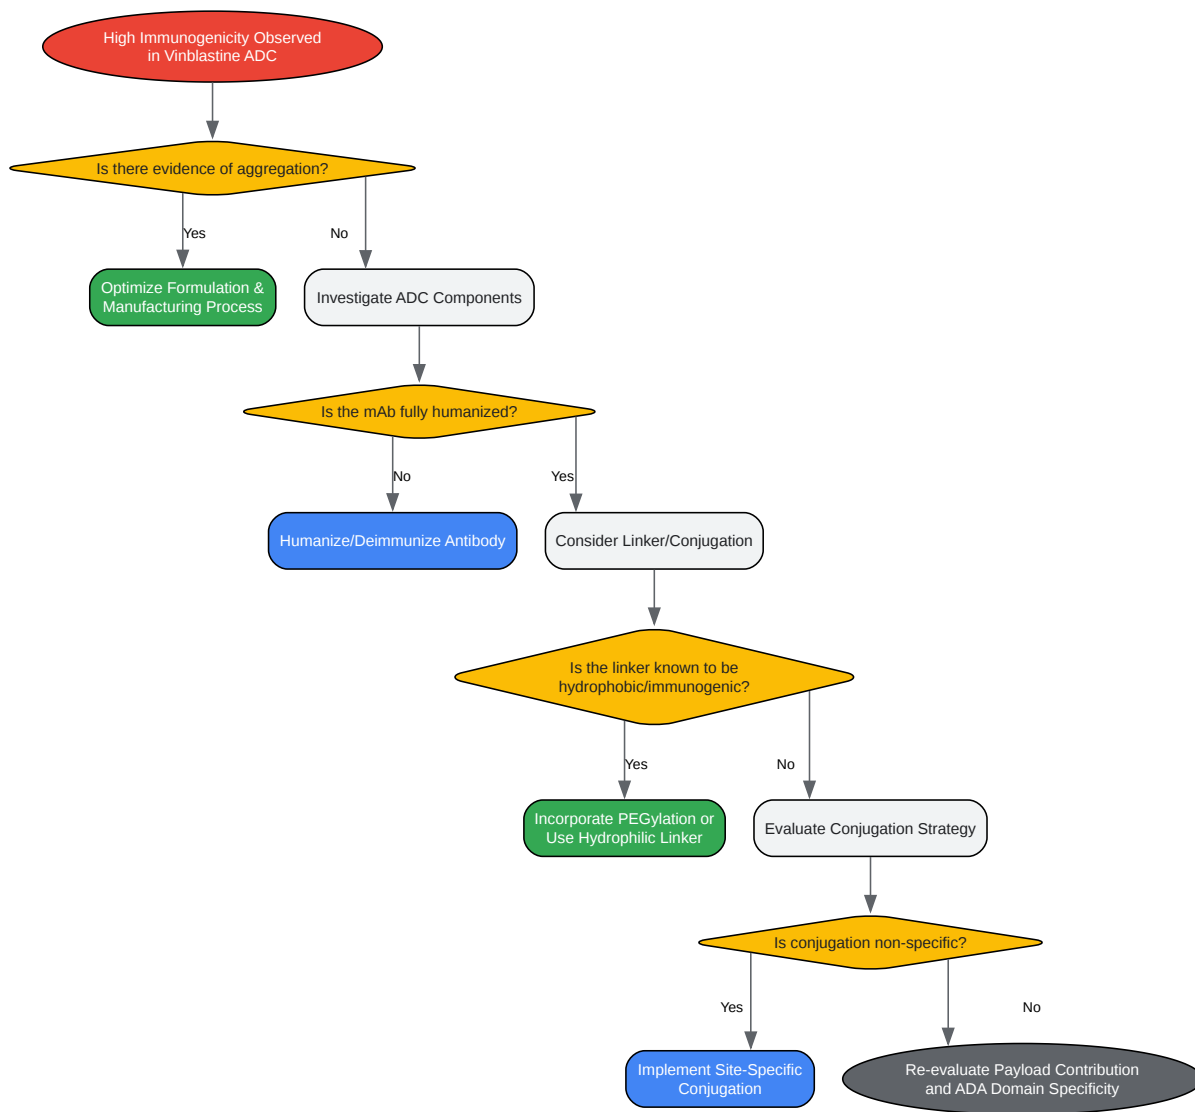 High Immunogenicity Observed
in Vinblastine ADC
Is there evidence of aggregation?
Yes
No
Optimize Formulation &
Manufacturing Process
Investigate ADC Components
Is the mAb fully humanized?
No
Yes
Humanize/Deimmunize Antibody
Consider Linker/Conjugation
Is the linker known to be
hydrophobic/immunogenic?
Yes
No
Incorporate PEGylation or
Use Hydrophilic Linker
Evaluate Conjugation Strategy
Is conjugation non-specific?
Yes
No
Implement Site-Specific
Conjugation
Re-evaluate Payload Contribution
and ADA Domain Specificity